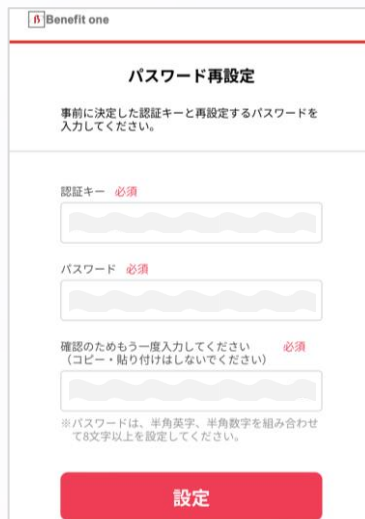 Benefit one
パスワード再設定
事前に決定した認証キーと再設定するパスワードを
入力してください。
認証キー 必須
パスワード 必須
確認のためもう一度入力してください 必須
（コピー・貼り付けはしないでください）
※パスワードは、半角英字、半角数字を組み合わせ
て8文字以上を設定してください。
設定